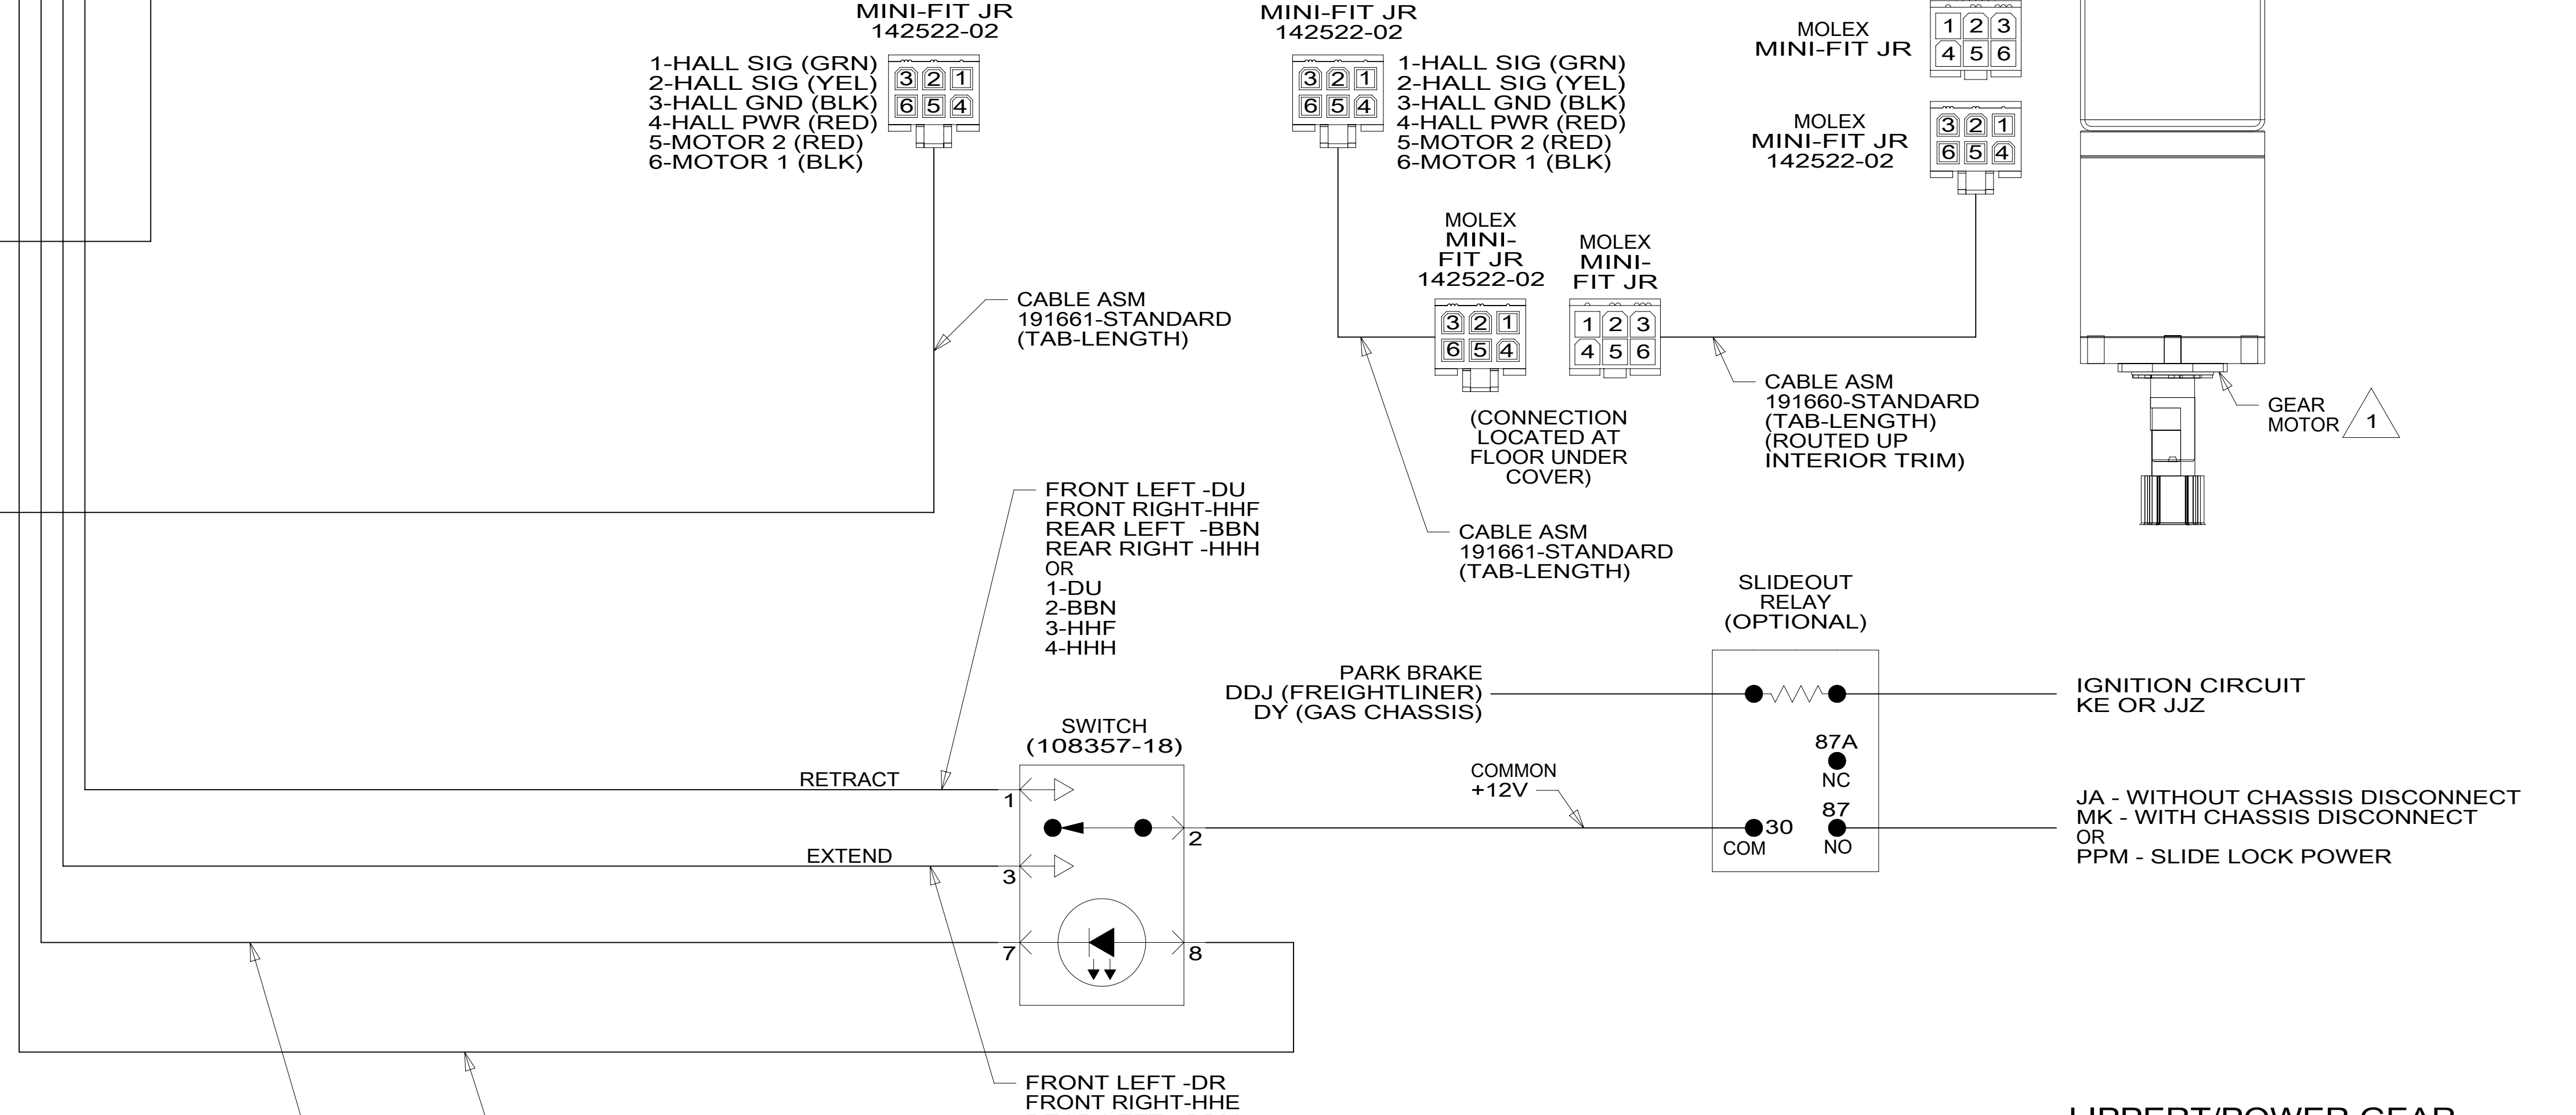 MINI-FIT JR
142522-02
1-HALL SIG (GRN)
2-HALL SIG (YEL)
3-HALL GND (BLK)
4-HALL PWR (RED)
5-MOTOR 2 (RED)
6-MOTOR 1 (BLK)
3 2 1
6 5 4
MINI-FIT JR
142522-02
3 2 1
6 5 4
1-HALL SIG (GRN)
2-HALL SIG (YEL)
3-HALL GND (BLK)
4-HALL PWR (RED)
5-MOTOR 2 (RED)
6-MOTOR 1 (BLK)
MOLEX
MINI-FIT JR
1 2 3
4 5 6
MOLEX
MINI-FIT JR
142522-02
3 2 1
6 5 4
MOLEX
MINI-
FIT JR
142522-02
3 2 1
6 5 4
MOLEX
MINI-
FIT JR
1 2 3
4 5 6
(CONNECTION
LOCATED AT
FLOOR UNDER
COVER)
CABLE ASM
191661-STANDARD
(TAB-LENGTH)
CABLE ASM
191660-STANDARD
(TAB-LENGTH)
(ROUTED UP
INTERIOR TRIM)
GEAR
MOTOR
1
CABLE ASM
191661-STANDARD
(TAB-LENGTH)
FRONT LEFT -DU
FRONT RIGHT-HHF
REAR LEFT -BBN
REAR RIGHT -HHH
OR
1-DU
2-BBN
3-HHF
4-HHH
SLIDEOUT
RELAY
(OPTIONAL)
PARK BRAKE
DDJ (FREIGHTLINER)
DY (GAS CHASSIS)
IGNITION CIRCUIT
KE OR JJZ
87A
NC
87
NO
30
COM
COMMON
+12V
JA - WITHOUT CHASSIS DISCONNECT
MK - WITH CHASSIS DISCONNECT
OR
PPM - SLIDE LOCK POWER
SWITCH
(108357-18)
RETRACT
1
2
EXTEND
3
7
8
FRONT LEFT -DR
FRONT RIGHT-HHE
LIPPERT/POWER GEAR